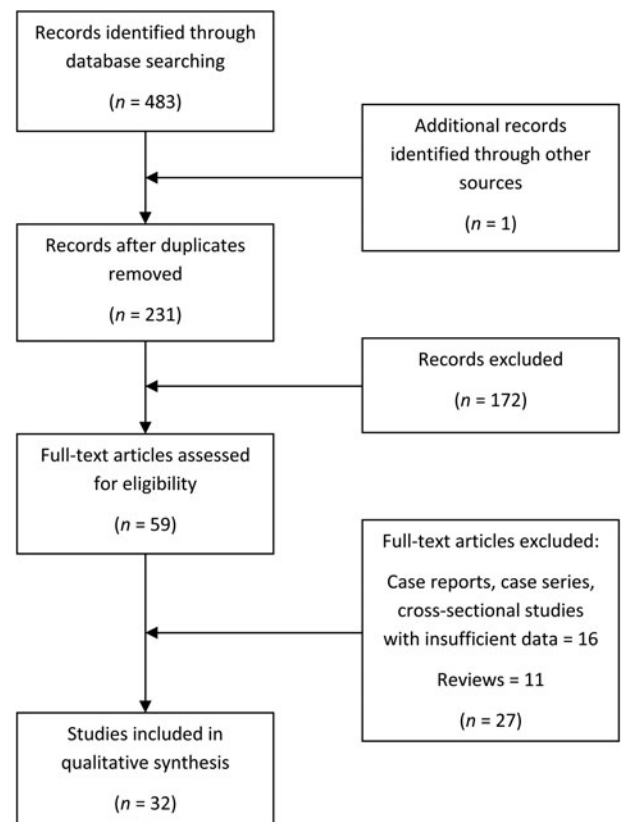 Records identified through
database searching
(n = 483)
Additional records
identified through other
sources
(n = 1)
Records after duplicates
removed
(n = 231)
Records excluded
(n = 172)
Full-text articles assessed
for eligibility
(n = 59)
Full-text articles excluded:
Case reports, case series,
cross-sectional studies
with insufficient data = 16
Reviews = 11
(n = 27)
Studies included in
qualitative synthesis
(n = 32)